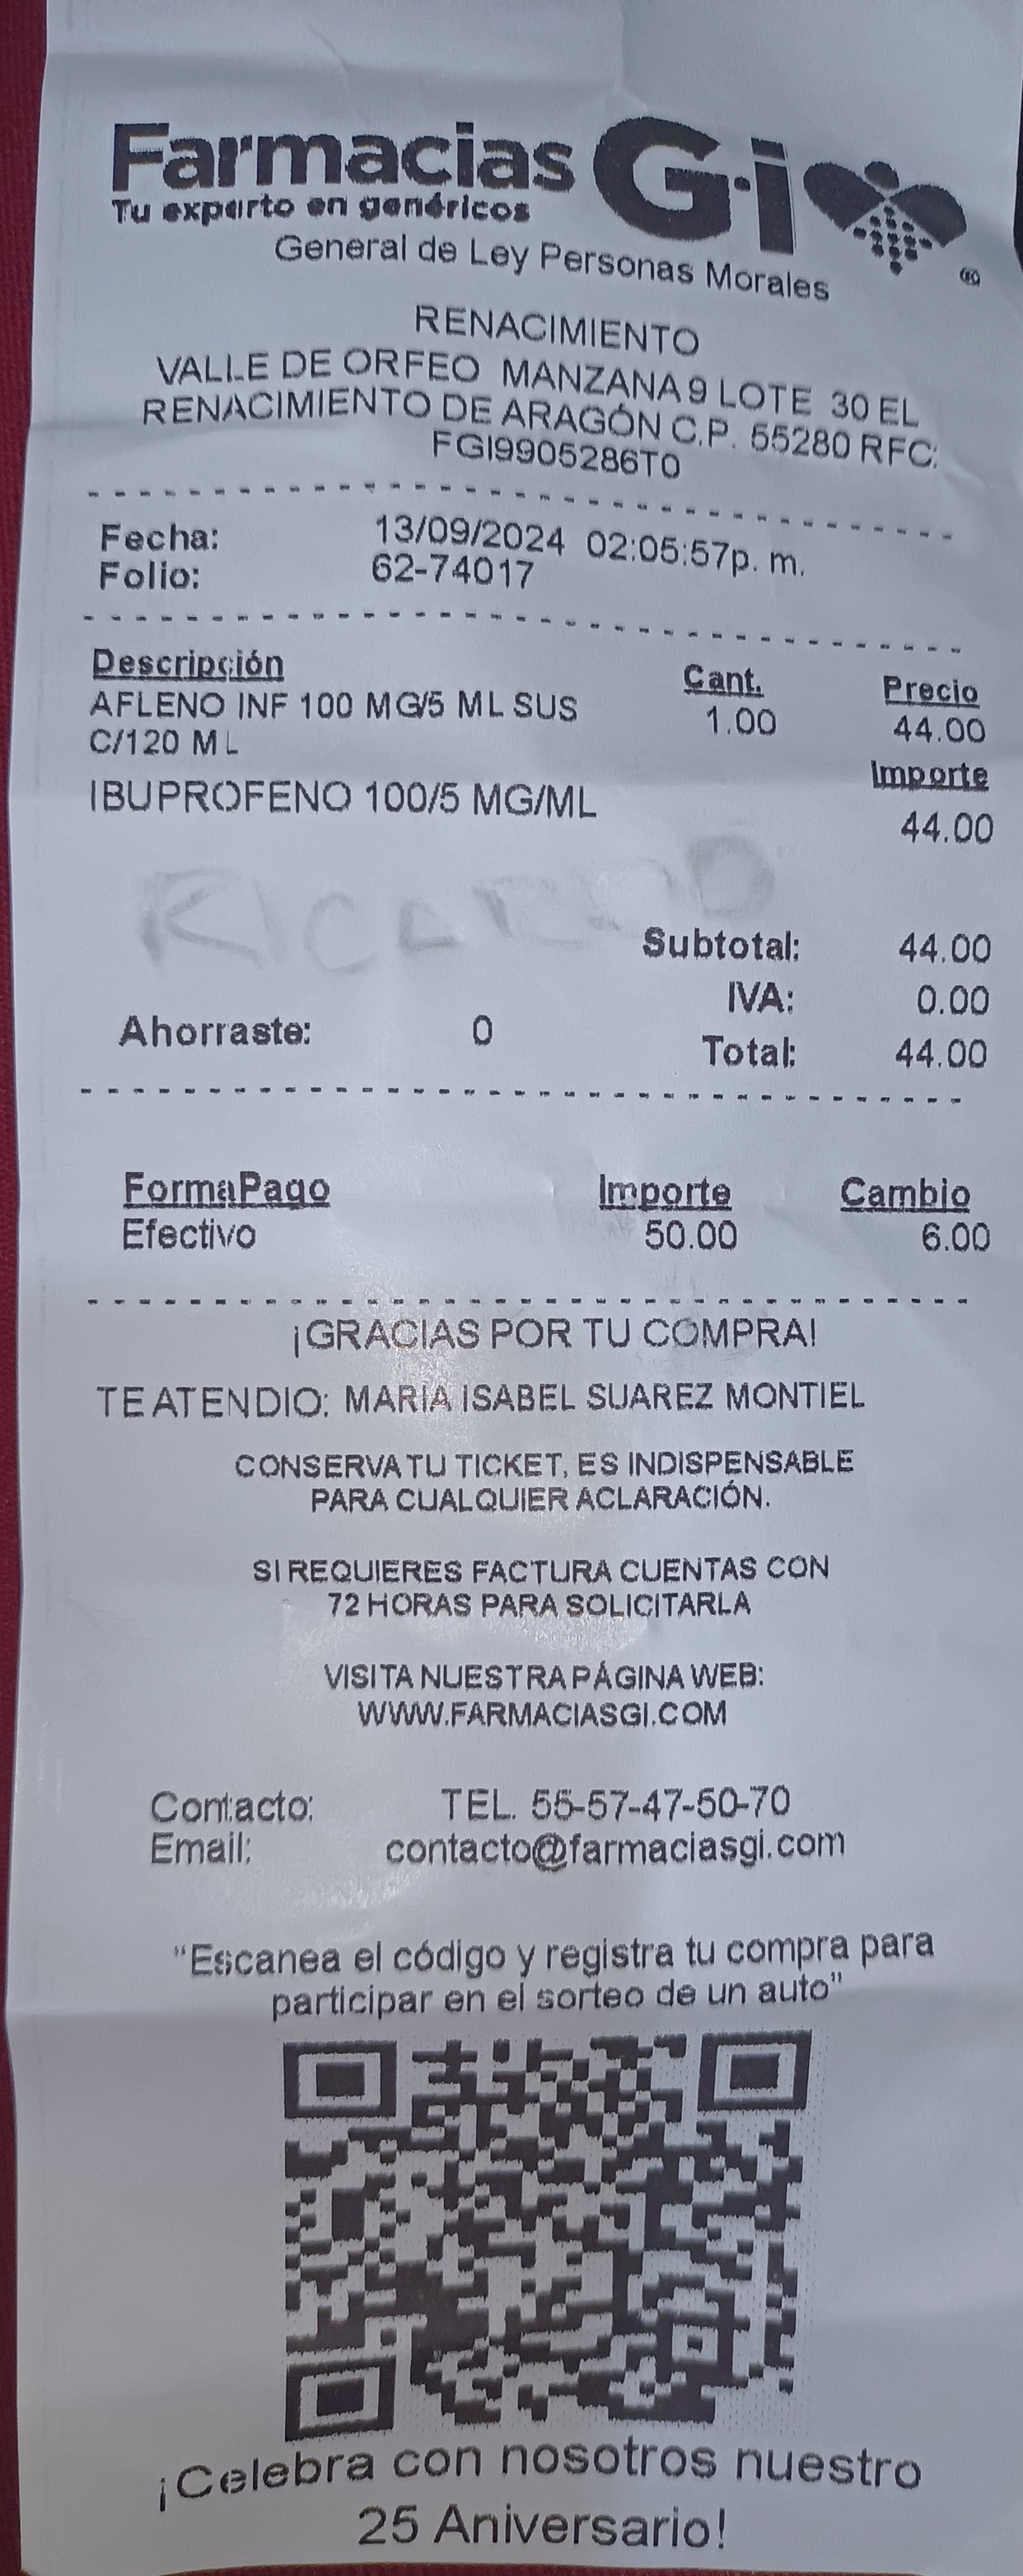 Farmacias G·i
Tu experto en genéricos
®
General de Ley Personas Morales
RENACIMIENTO
VALLE DE ORFEO MANZANA 9 LOTE 30 EL
RENACIMIENTO DE ARAGÓN C.P. 55280 RFC:
FGI9905286T0
Fecha: 13/09/2024 02:05:57p. m.
Folio: 62-74017
Descripción Cant. Precio
AFLENO INF 100 MG/5 ML SUS 1.00 44.00
C/120 ML Importe
IBUPROFENO 100/5 MG/ML 44.00
RICARDO
Subtotal: 44.00
IVA: 0.00
Ahorraste: 0 Total: 44.00
FormaPago Importe Cambio
Efectivo 50.00 6.00
¡GRACIAS POR TU COMPRA!
TE ATENDIO: MARIA ISABEL SUAREZ MONTIEL
CONSERVA TU TICKET, ES INDISPENSABLE
PARA CUALQUIER ACLARACIÓN.
SI REQUIERES FACTURA CUENTAS CON
72 HORAS PARA SOLICITARLA
VISITA NUESTRA PÁGINA WEB:
WWW.FARMACIASGI.COM
Contacto: TEL. 55-57-47-50-70
Email: contacto@farmaciasgi.com
"Escanea el código y registra tu compra para
participar en el sorteo de un auto"
¡Celebra con nosotros nuestro
25 Aniversario!